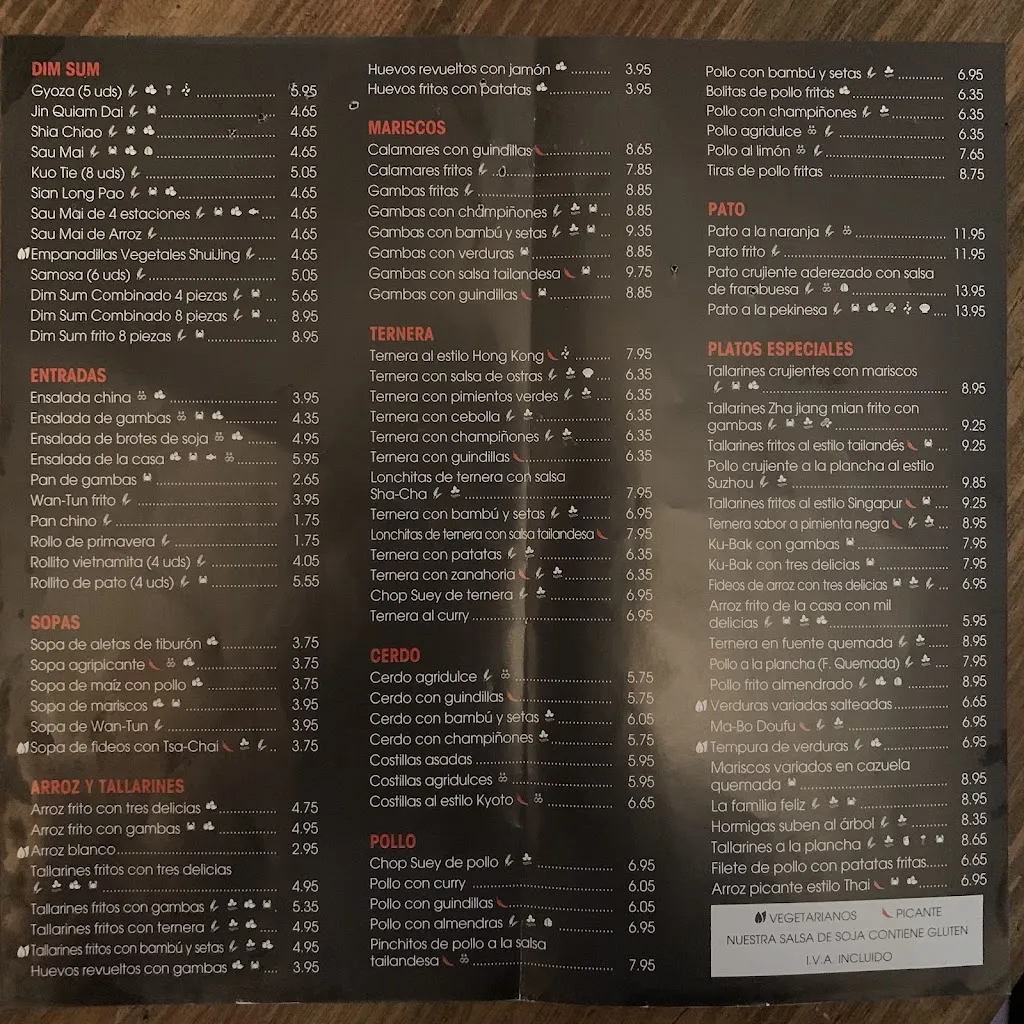 DIM SUM
Gyoza (5 uds) 5.95
Jin Quiam Dai 4.65
Shia Chiao 4.65
Sau Mai 4.65
Kuo Tie (8 uds) 5.05
Sian Long Pao 4.65
Sau Mai de 4 estaciones 4.65
Sau Mai de Arroz 4.65
Empanadillas Vegetales ShuiJing 4.65
Samosa (6 uds) 5.05
Dim Sum Combinado 4 piezas 5.65
Dim Sum Combinado 8 piezas 8.95
Dim Sum frito 8 piezas 8.95
ENTRADAS
Ensalada china 3.95
Ensalada de gambas 4.35
Ensalada de brotes de soja 4.95
Ensalada de la casa 5.95
Pan de gambas 2.65
Wan-Tun frito 3.95
Pan chino 1.75
Rollo de primavera 1.75
Rollito vietnamita (4 uds) 4.05
Rollito de pato (4 uds) 5.55
SOPAS
Sopa de aletas de tiburón 3.75
Sopa agripicante 3.75
Sopa de maíz con pollo 3.75
Sopa de mariscos 3.95
Sopa de Wan-Tun 3.95
Sopa de fideos con Tsa-Chai 3.75
ARROZ Y TALLARINES
Arroz frito con tres delicias 4.75
Arroz frito con gambas 4.95
Arroz blanco 2.95
Tallarines fritos con tres delicias
4.95
Tallarines fritos con gambas 5.35
Tallarines fritos con ternera 4.95
Tallarines fritos con bambú y setas 4.95
Huevos revueltos con gambas 3.95
Huevos revueltos con jamón 3.95
Huevos fritos con patatas 3.95
MARISCOS
Calamares con guindillas 8.65
Calamares fritos 7.85
Gambas fritas 8.85
Gambas con champiñones 8.85
Gambas con bambú y setas 9.35
Gambas con verduras 8.85
Gambas con salsa tailandesa 9.75
Gambas con guindillas 8.85
TERNERA
Ternera al estilo Hong Kong 7.95
Ternera con salsa de ostras 6.35
Ternera con pimientos verdes 6.35
Ternera con cebolla 6.35
Ternera con champiñones 6.35
Ternera con guindillas 6.35
Lonchitas de ternera con salsa
Sha-Cha 7.95
Ternera con bambú y setas 6.95
Lonchitas de ternera con salsa tailandesa 7.95
Ternera con patatas 6.35
Ternera con zanahoria 6.35
Chop Suey de ternera 6.95
Ternera al curry 6.95
CERDO
Cerdo agridulce 5.75
Cerdo con guindillas 5.75
Cerdo con bambú y setas 6.05
Cerdo con champiñones 5.75
Costillas asadas 5.95
Costillas agridulces 5.95
Costillas al estilo Kyoto 6.65
POLLO
Chop Suey de pollo 6.95
Pollo con curry 6.05
Pollo con guindillas 6.05
Pollo con almendras 6.95
Pinchitos de pollo a la salsa
tailandesa 7.95
Pollo con bambú y setas 6.95
Bolitas de pollo fritas 6.35
Pollo con champiñones 6.35
Pollo agridulce 6.35
Pollo al limón 7.65
Tiras de pollo fritas 8.75
PATO
Pato a la naranja 11.95
Pato frito 11.95
Pato crujiente aderezado con salsa
de frambuesa 13.95
Pato a la pekinesa 13.95
PLATOS ESPECIALES
Tallarines crujientes con mariscos
8.95
Tallarines Zha jiang mian frito con
gambas 9.25
Tallarines fritos al estilo tailandés 9.25
Pollo crujiente a la plancha al estilo
Suzhou 9.85
Tallarines fritos al estilo Singapur 9.25
Ternera sabor a pimienta negra 8.95
Ku-Bak con gambas 7.95
Ku-Bak con tres delicias 7.95
Fideos de arroz con tres delicias 6.95
Arroz frito de la casa con mil
delicias 5.95
Ternera en fuente quemada 8.95
Pollo a la plancha (F. Quemada) 7.95
Pollo frito almendrado 8.95
Verduras variadas salteadas 6.65
Ma-Bo Doufu 6.95
Tempura de verduras 6.95
Mariscos variados en cazuela
quemada 8.95
La familia feliz 8.95
Hormigas suben al árbol 8.35
Tallarines a la plancha 8.65
Filete de pollo con patatas fritas 6.65
Arroz picante estilo Thai 6.95
VEGETARIANOS PICANTE
NUESTRA SALSA DE SOJA CONTIENE GLUTEN
I.V.A. INCLUIDO